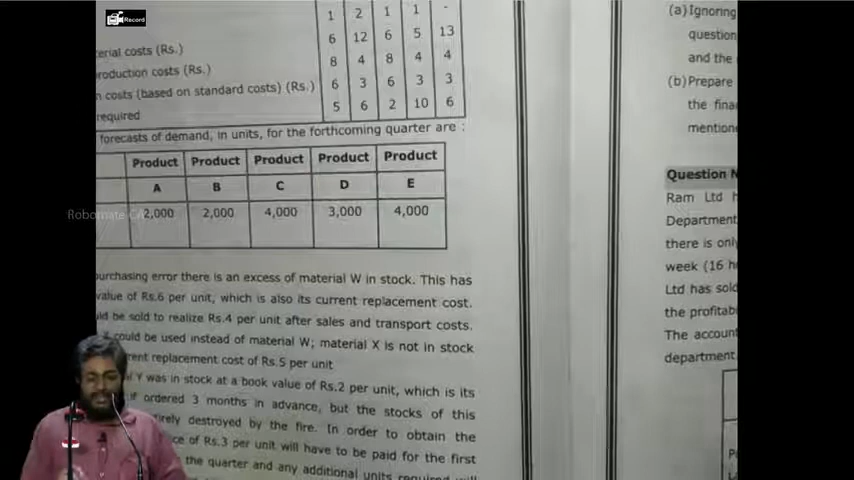 Record
1 2 1 1 -
6 12 6 5 13
erial costs (Rs.) 8 4 8 4 4
roduction costs (Rs.) 6 3 6 3 3
n costs (based on standard costs) (Rs.) 5 6 2 10 6
required
forecasts of demand, in units, for the forthcoming quarter are :
Product Product Product Product Product
A B C D E
2,000 2,000 4,000 3,000 4,000
Robomate
urchasing error there is an excess of material W in stock. This has
value of Rs.6 per unit, which is also its current replacement cost.
ld be sold to realize Rs.4 per unit after sales and transport costs.
could be used instead of material W; material X is not in stock
rent replacement cost of Rs.5 per unit
Y was in stock at a book value of Rs.2 per unit, which is its
if ordered 3 months in advance, but the stocks of this
tirely destroyed by the fire. In order to obtain the
ce of Rs.3 per unit will have to be paid for the first
the quarter and any additional units required will
(a) Ignoring
question
and the
(b) Prepare
the fina
mention
Question N
Ram Ltd h
Department
there is only
week (16 h
Ltd has sold
the profitab
The account
department